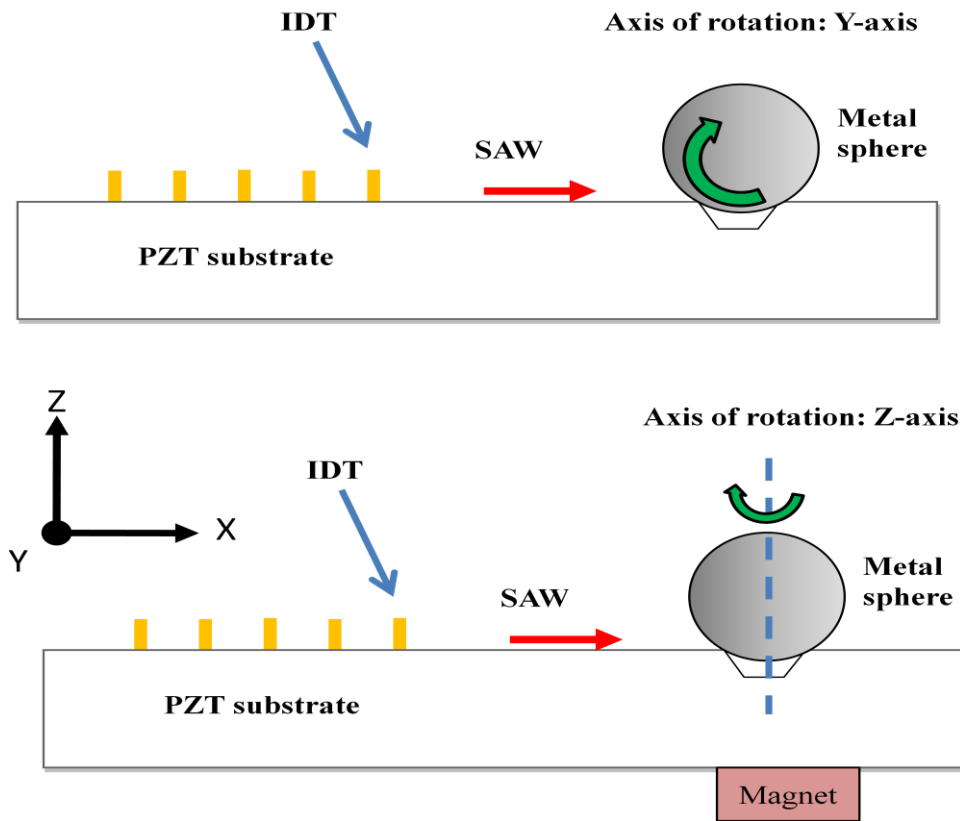 IDT
Axis of rotation: Y-axis
Metal
sphere
SAW
PZT substrate
Z
Axis of rotation: Z-axis
IDT
X
Y
Metal
sphere
SAW
PZT substrate
Magnet